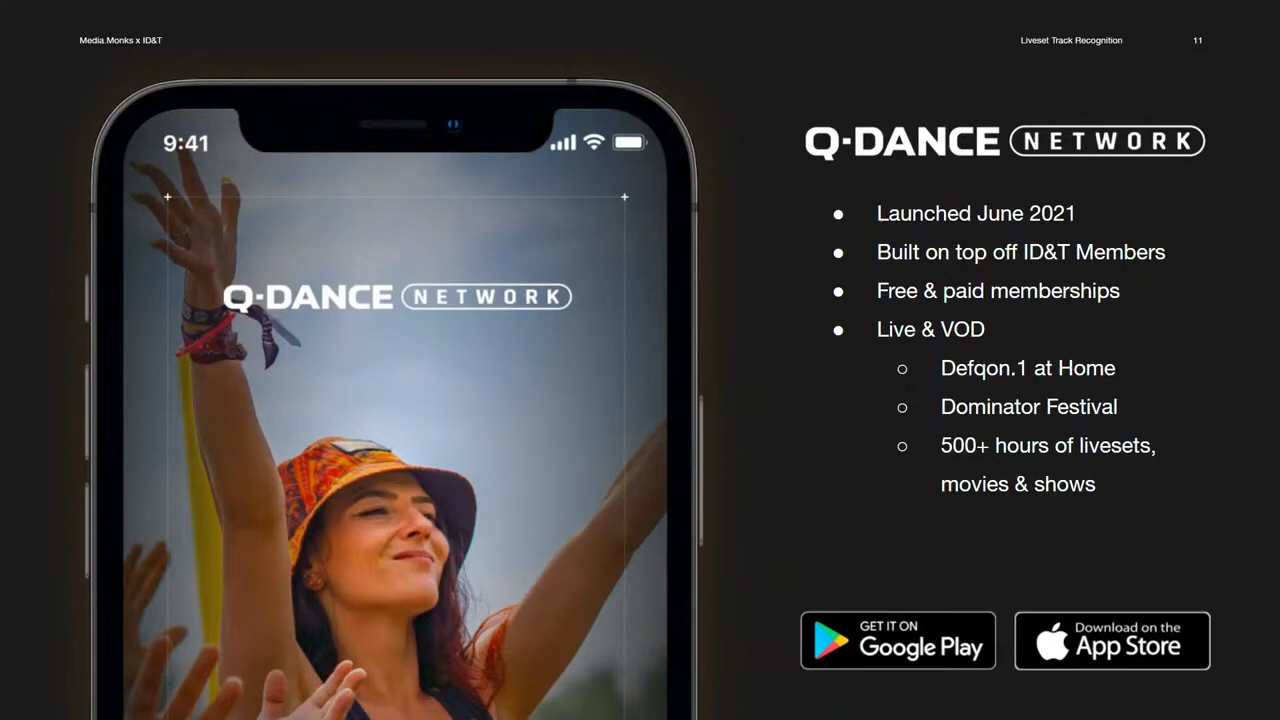 Media.Monks x ID&T
Liveset Track Recognition
11
9:41
Q-DANCE NETWORK
Q-DANCE NETWORK
● Launched June 2021
● Built on top off ID&T Members
● Free & paid memberships
● Live & VOD
○ Defqon.1 at Home
○ Dominator Festival
○ 500+ hours of livesets,
movies & shows
GET IT ON
Google Play
Download on the
App Store